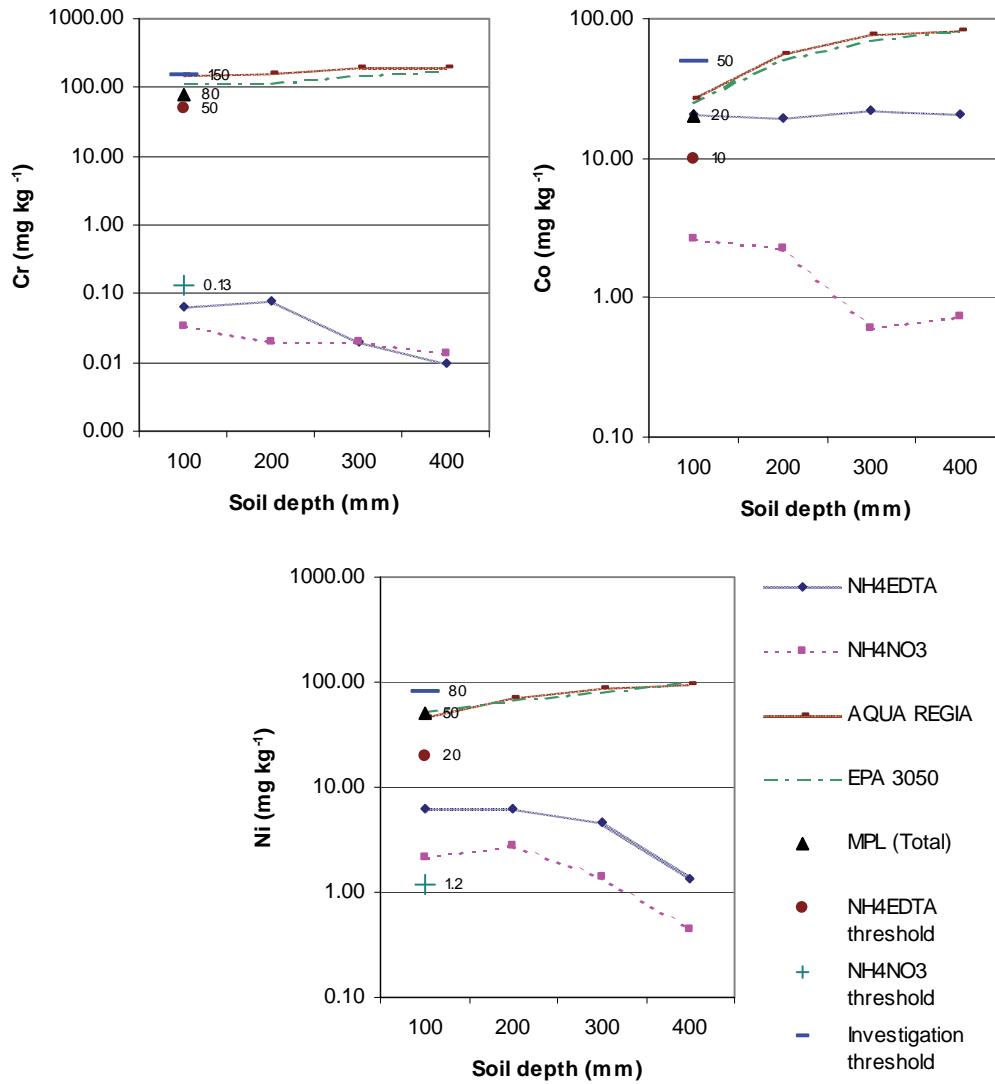 1000.00
100.00
10.00
1.00
0.10
0.01
0.00
Cr (mg kg -1)
150
80
50
0.13
100 200 300 400
Soil depth (mm)
100.00
10.00
1.00
0.10
Co (mg kg -1)
50
20
10
100 200 300 400
Soil depth (mm)
1000.00
100.00
10.00
1.00
0.10
Ni (mg kg-1)
80
50
20
1.2
100 200 300 400
Soil depth (mm)
NH4EDTA
NH4NO3
AQUA REGIA
EPA 3050
MPL (Total)
NH4EDTA
threshold
NH4NO3
threshold
Investigation
threshold